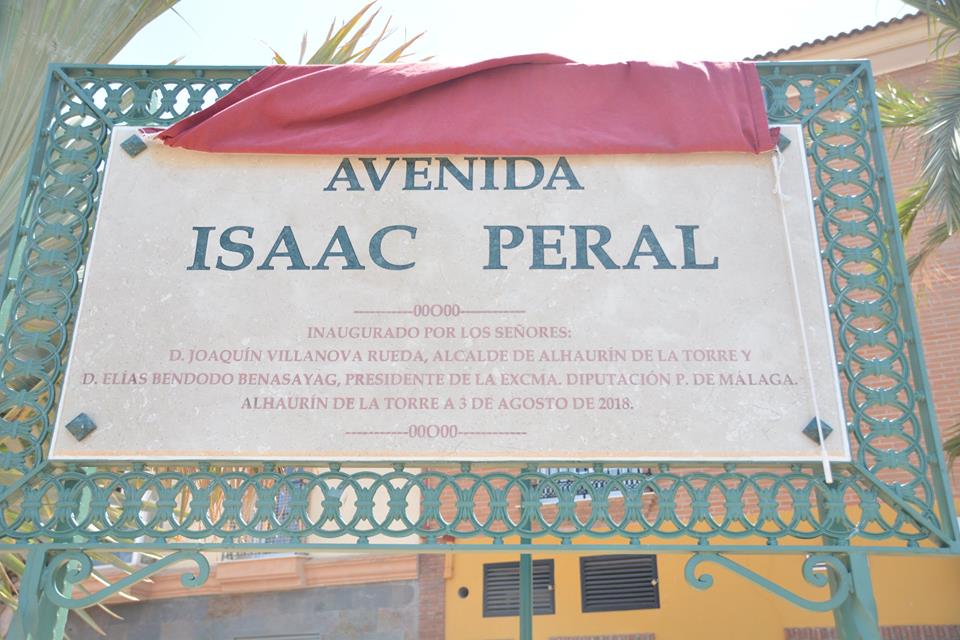 AVENIDA
ISAAC PERAL
-----------00O00------------
INAUGURADO POR LOS SEÑORES:
D. JOAQUÍN VILLANOVA RUEDA, ALCALDE DE ALHAURÍN DE LA TORRE Y
D. ELÍAS BENDODO BENASAYAG, PRESIDENTE DE LA EXCMA. DIPUTACIÓN P. DE MÁLAGA.
ALHAURÍN DE LA TORRE A 3 DE AGOSTO DE 2018.
-----------00O00------------